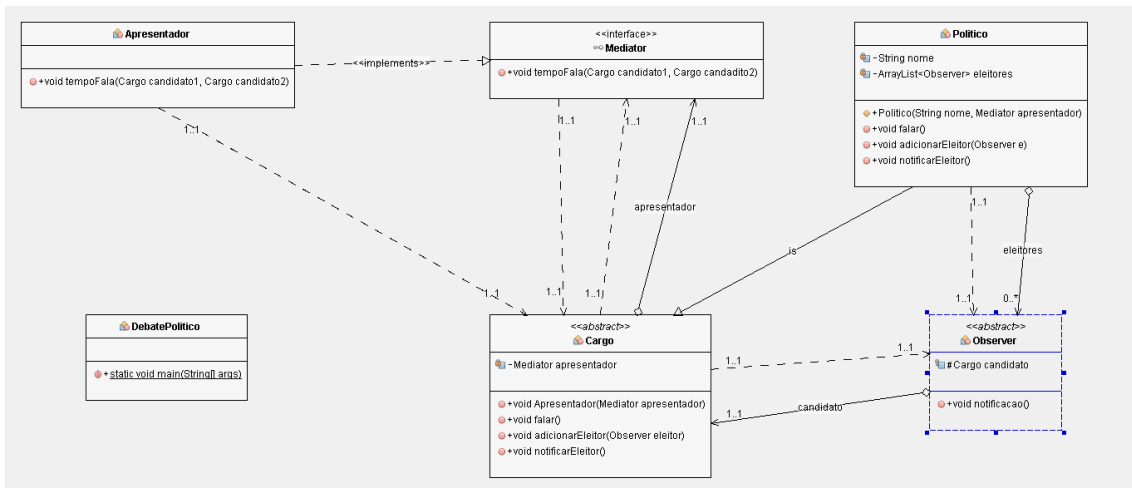 Apresentador
+void tempoFala(Cargo candidato1, Cargo candidato2)
<<implements>>
<<interface>>
Mediator
+void tempoFala(Cargo candidato1, Cargo candadito2)
Politico
-String nome
-ArrayList<Observer> eleitores
+Politico(String nome, Mediator apresentador)
+void falar()
+void adicionarEleitor(Observer e)
+void notificarEleitor()
1..1
1..1
1..1
1..1
apresentador
1..1
eleitores
is
1..1
1..1
1..1
1..1
0..*
DebatePolitico
+static void main(String[] args)
<<abstract>>
Cargo
-Mediator apresentador
+void Apresentador(Mediator apresentador)
+void falar()
+void adicionarEleitor(Observer eleitor)
+void notificarEleitor()
1..1
1..1
candidato
1..1
<<abstract>>
Observer
#Cargo candidato
+void notificacao()